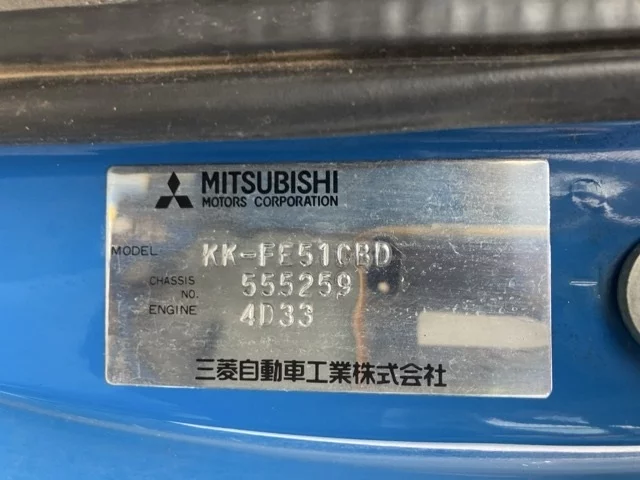 MITSUBISHI
MOTORS CORPORATION
MODEL KK-FE51CBD
CHASSIS NO. 555259
ENGINE 4D33
三菱自動車工業株式会社